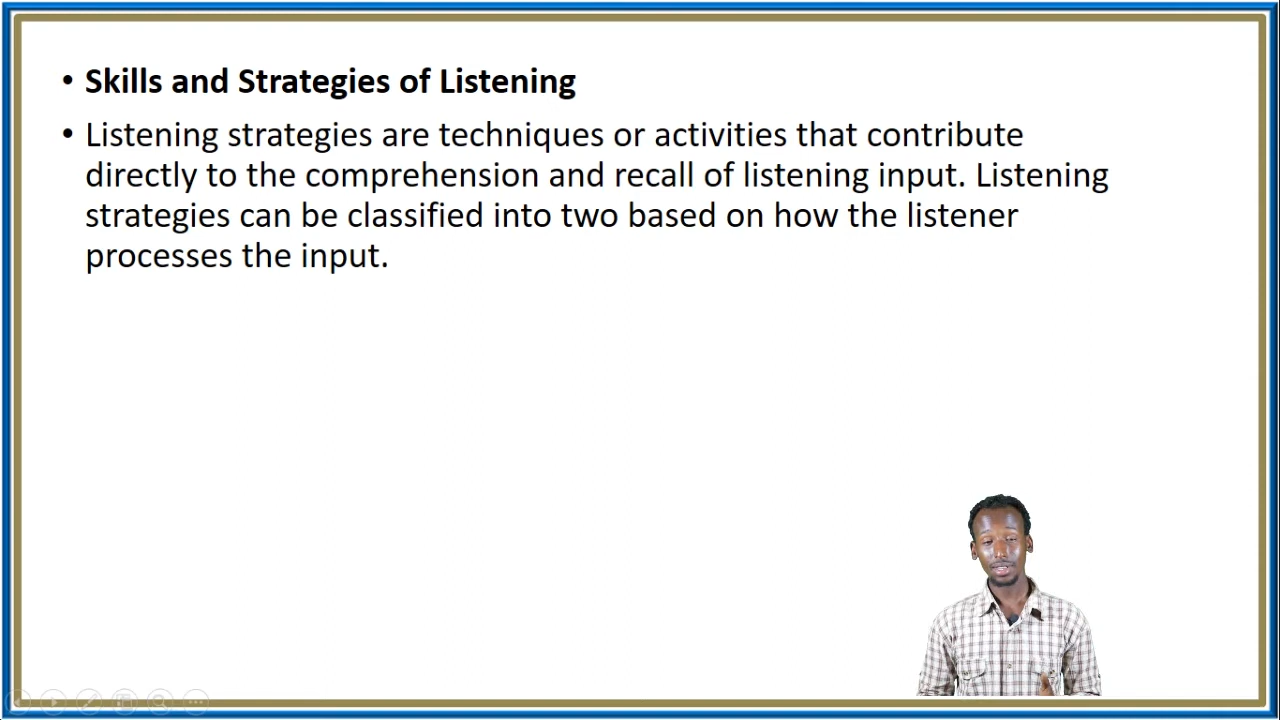 • Skills and Strategies of Listening
• Listening strategies are techniques or activities that contribute
directly to the comprehension and recall of listening input. Listening
strategies can be classified into two based on how the listener
processes the input.